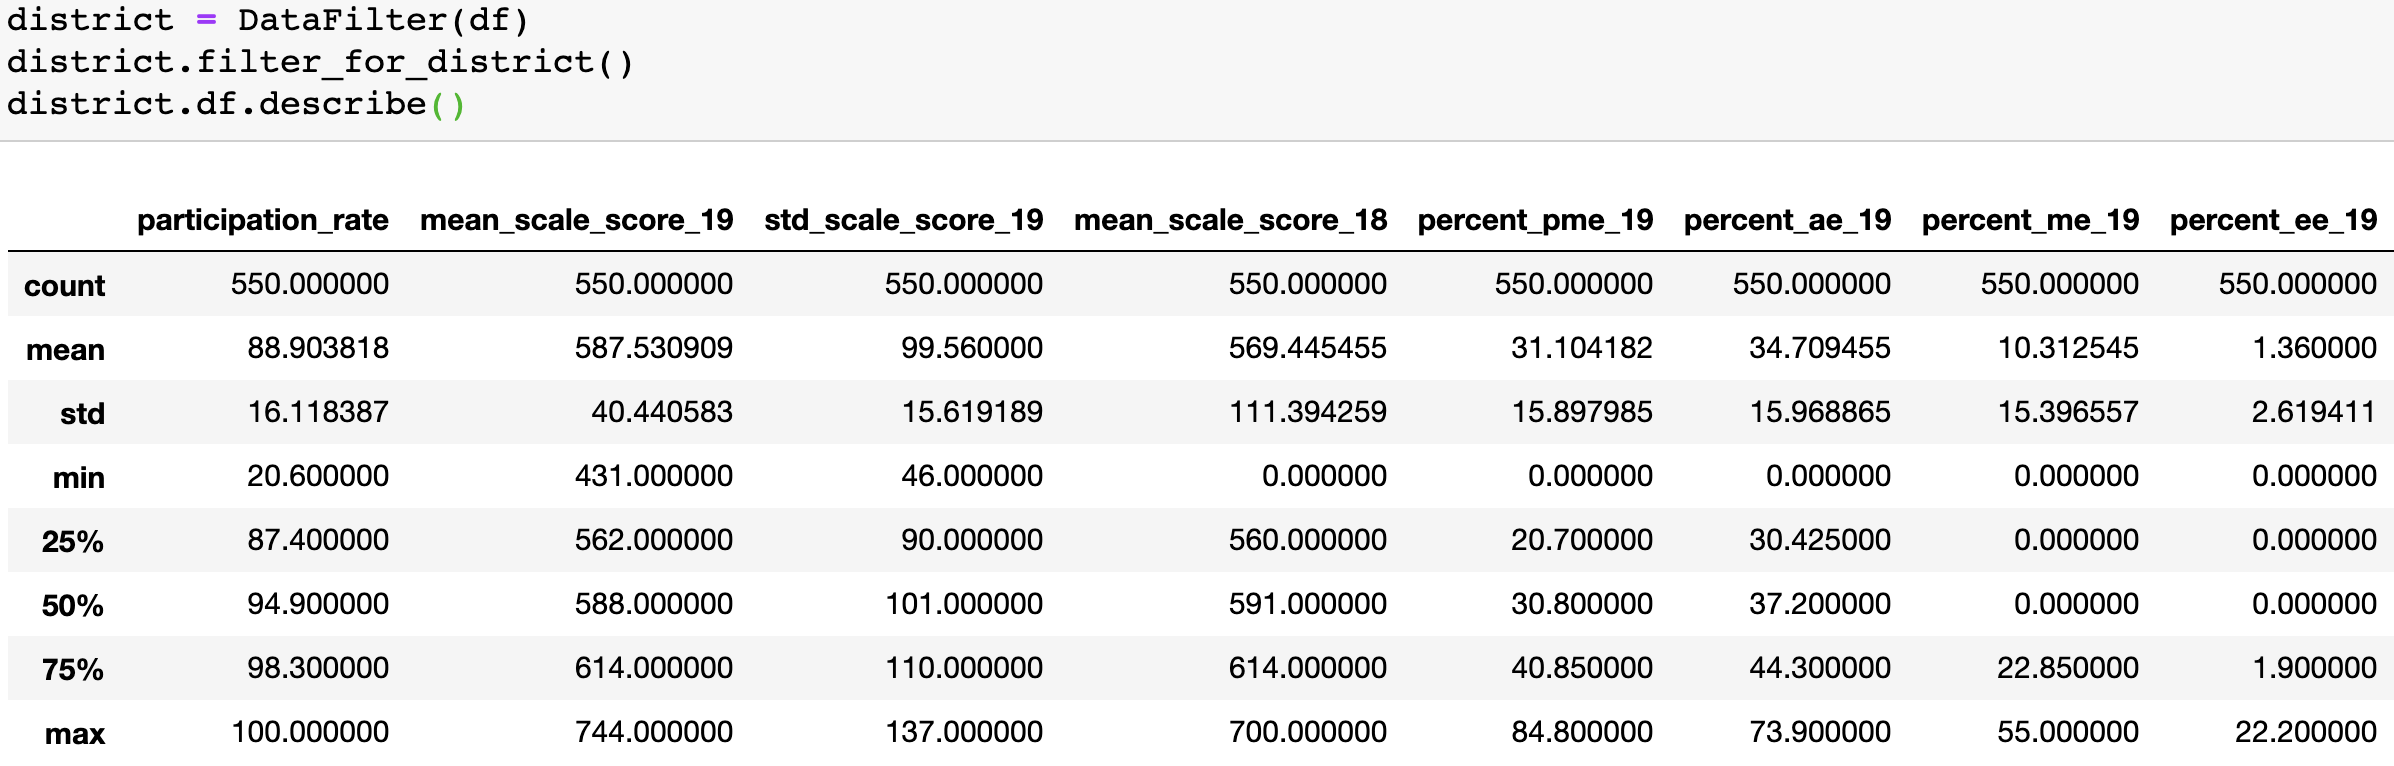 district = DataFilter(df)
district.filter_for_district()
district.df.describe()
participation_rate mean_scale_score_19 std_scale_score_19 mean_scale_score_18 percent_pme_19 percent_ae_19 percent_me_19 percent_ee_19
count 550.000000 550.000000 550.000000 550.000000 550.000000 550.000000 550.000000 550.000000
mean 88.903818 587.530909 99.560000 569.445455 31.104182 34.709455 10.312545 1.360000
std 16.118387 40.440583 15.619189 111.394259 15.897985 15.968865 15.396557 2.619411
min 20.600000 431.000000 46.000000 0.000000 0.000000 0.000000 0.000000 0.000000
25% 87.400000 562.000000 90.000000 560.000000 20.700000 30.425000 0.000000 0.000000
50% 94.900000 588.000000 101.000000 591.000000 30.800000 37.200000 0.000000 0.000000
75% 98.300000 614.000000 110.000000 614.000000 40.850000 44.300000 22.850000 1.900000
max 100.000000 744.000000 137.000000 700.000000 84.800000 73.900000 55.000000 22.200000